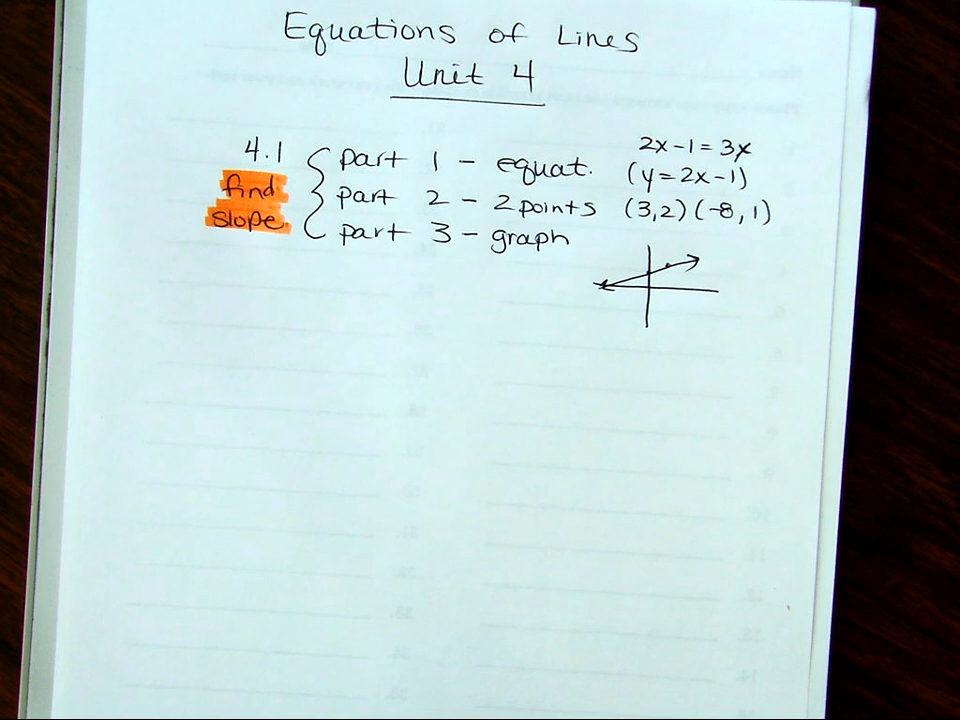 Equations of Lines
Unit 4
4.1 part 1 - equat. 2x-1=3x
(y=2x-1)
find part 2 - 2 points (3,2) (-8,1)
slope part 3 - graph